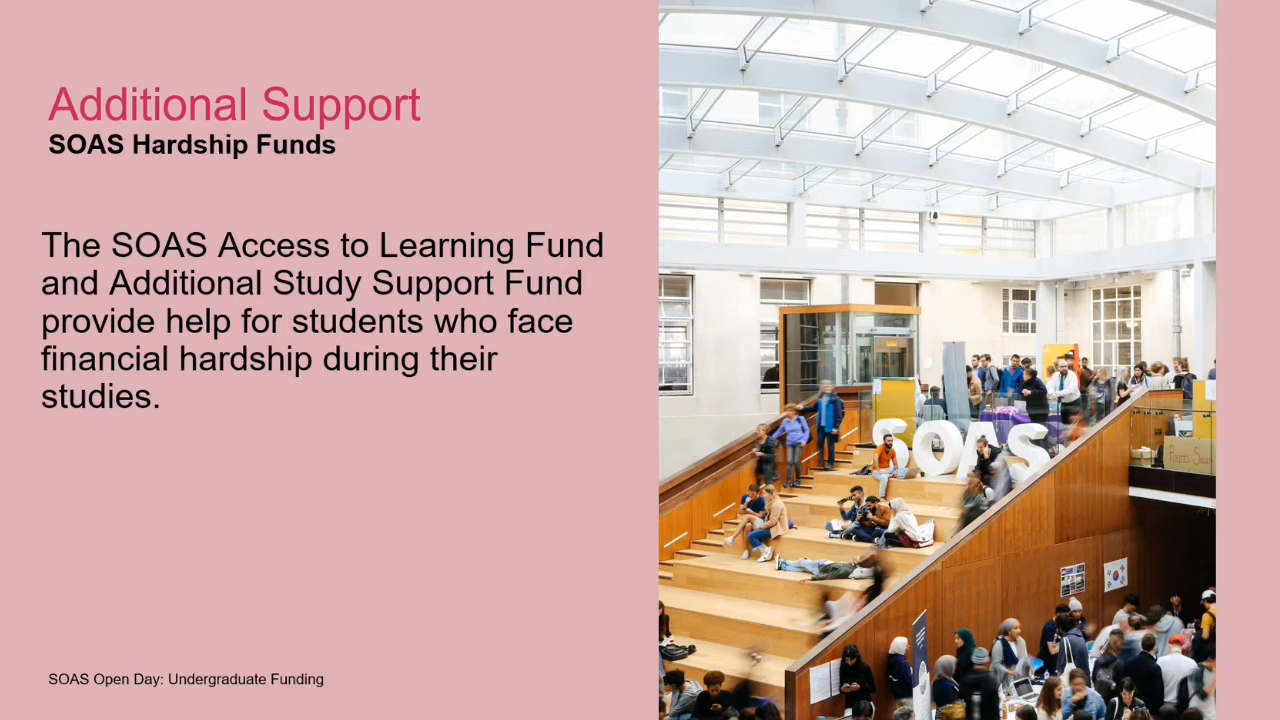 Additional Support
SOAS Hardship Funds
The SOAS Access to Learning Fund
and Additional Study Support Fund
provide help for students who face
financial hardship during their
studies.
SOAS Open Day: Undergraduate Funding
SOAS